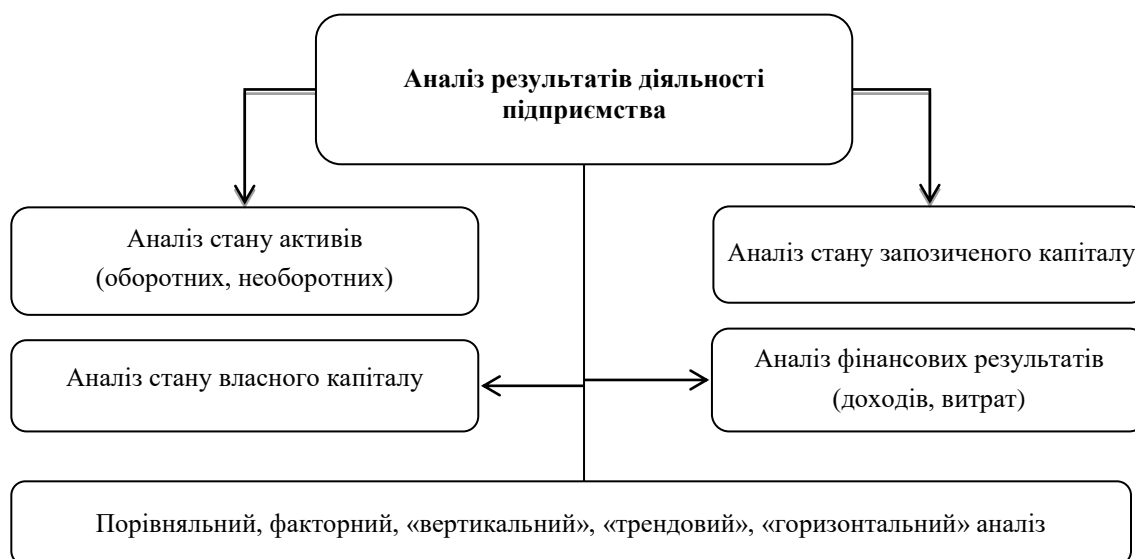 Аналіз результатів діяльності
підприємства
Аналіз стану активів
(оборотних, необоротних)
Аналіз стану запозиченого капіталу
Аналіз стану власного капіталу
Аналіз фінансових результатів
(доходів, витрат)
Порівняльний, факторний, «вертикальний», «трендовий», «горизонтальний» аналіз